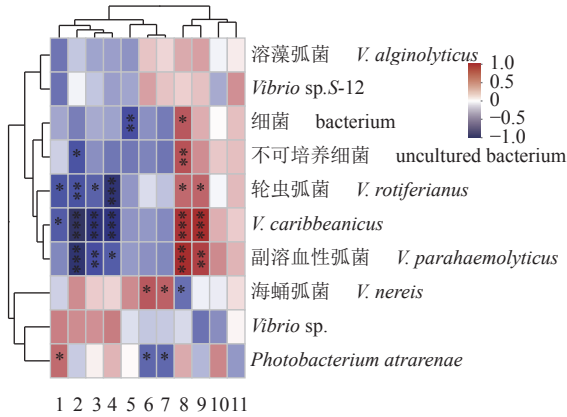 溶藻弧菌 V. alginolyticus
Vibrio sp.S-12
细菌 bacterium
不可培养细菌 uncultured bacterium
轮虫弧菌 V. rotiferianus
V. caribbeanicus
副溶血性弧菌 V. parahaemolyticus
海蛹弧菌 V. nereis
Vibrio sp.
Photobacterium atrarenae
1.0
0.5
0
−0.5
−1.0
1 2 3 4 5 6 7 8 9 10 11